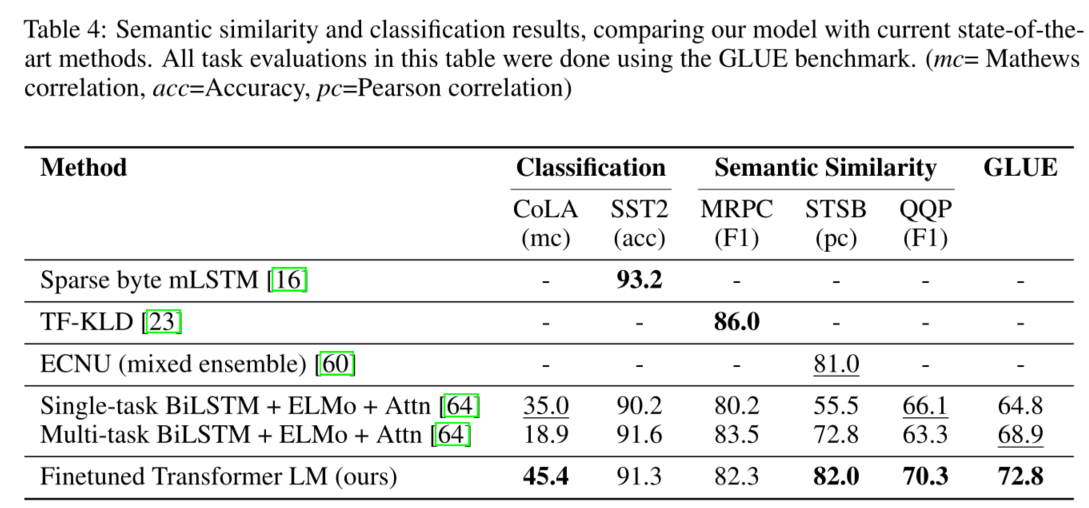 Table 4: Semantic similarity and classification results, comparing our model with current state-of-the-
art methods. All task evaluations in this table were done using the GLUE benchmark. (mc= Mathews
correlation, acc=Accuracy, pc=Pearson correlation)
Method Classification Semantic Similarity GLUE
CoLA SST2 MRPC STSB QQP
(mc) (acc) (F1) (pc) (F1)
Sparse byte mLSTM [16] - 93.2 - - - -
TF-KLD [23] - - 86.0 - - -
ECNU (mixed ensemble) [60] - - - 81.0 - -
Single-task BiLSTM + ELMo + Attn [64] 35.0 90.2 80.2 55.5 66.1 64.8
Multi-task BiLSTM + ELMo + Attn [64] 18.9 91.6 83.5 72.8 63.3 68.9
Finetuned Transformer LM (ours) 45.4 91.3 82.3 82.0 70.3 72.8